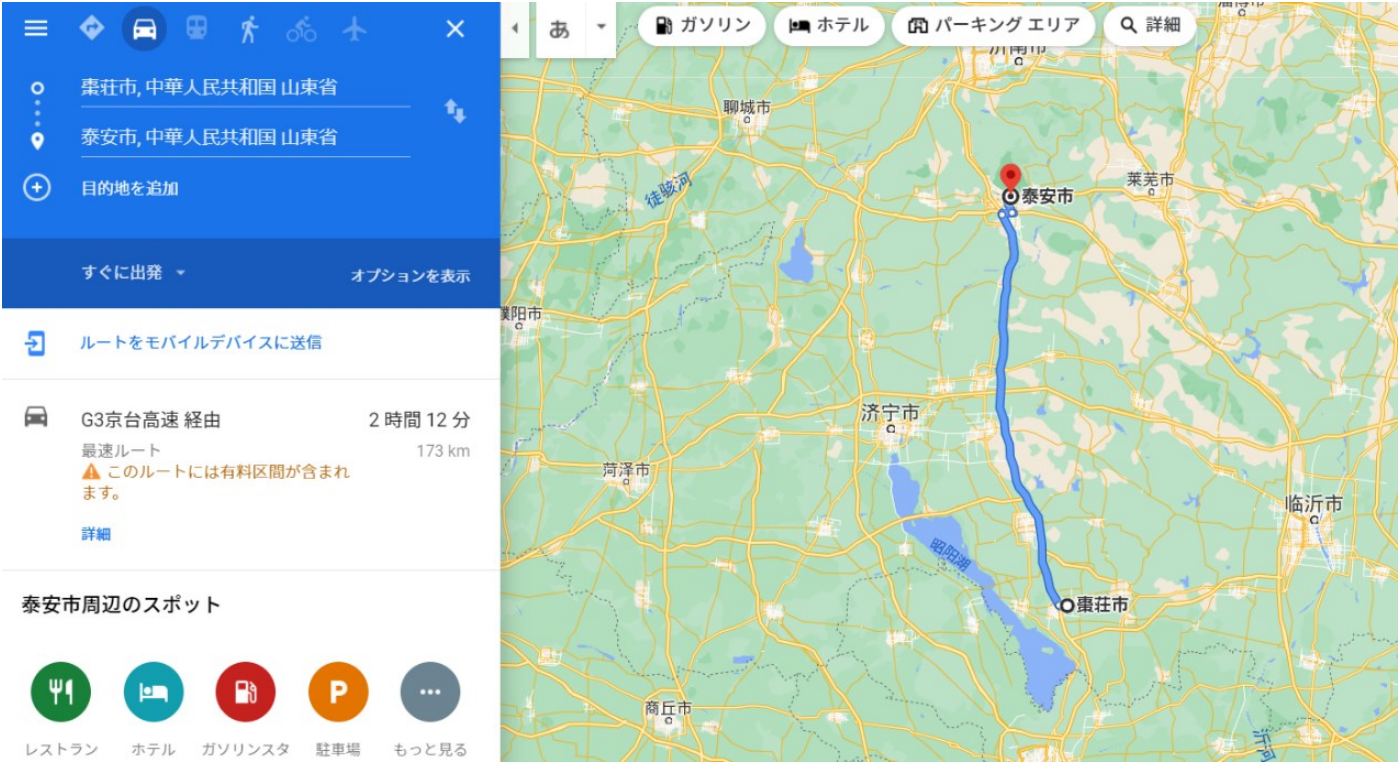 棗荘市, 中華人民共和国 山東省
泰安市, 中華人民共和国 山東省
目的地を追加
すぐに出発
オプションを表示
ルートをモバイルデバイスに送信
G3京台高速 経由
2 時間 12 分
最速ルート
173 km
このルートには有料区間が含まれ
ます。
詳細
泰安市周辺のスポット
P
レストラン
ホテル
ガソリンスタ
駐車場
もっと見る
あ
ガソリン
ホテル
パーキング エリア
詳細
济南市
聊城市
徒骇河
泰安市
莱芜市
濮阳市
济宁市
菏泽市
临沂市
昭阳湖
棗荘市
商丘市
沂河